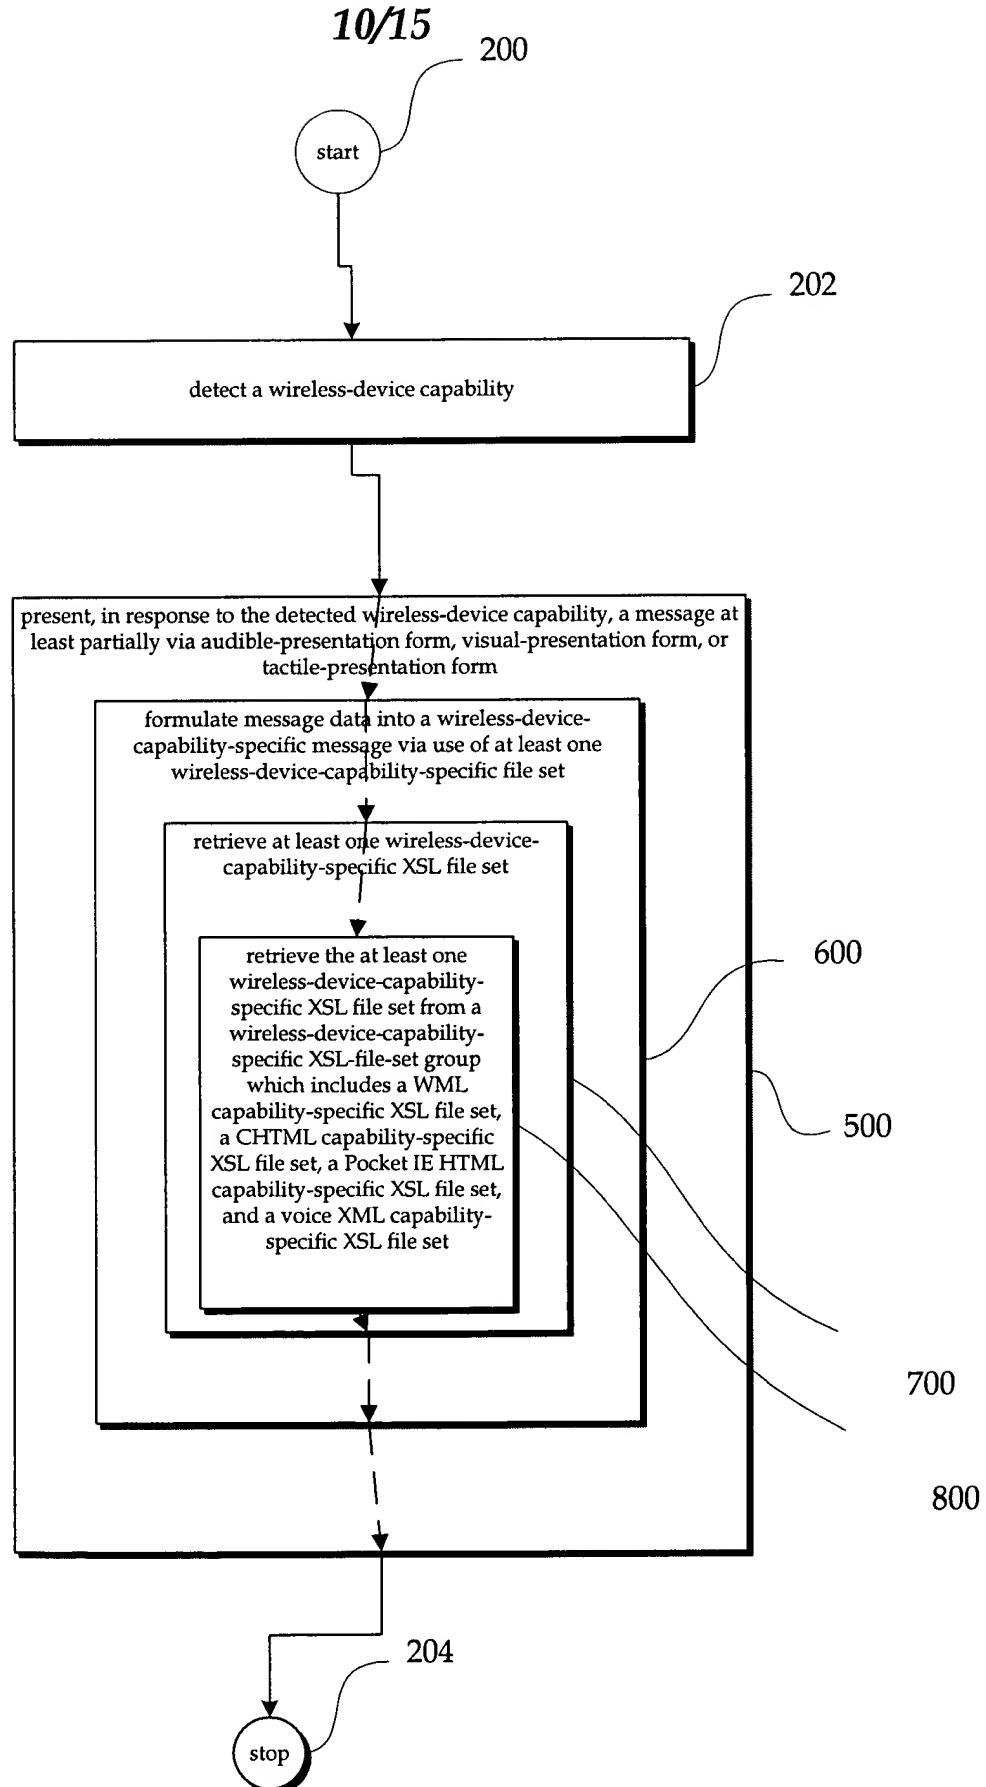 10/15
200
start
202
detect a wireless-device capability
present, in response to the detected wireless-device capability, a message at
least partially via audible-presentation form, visual-presentation form, or
tactile-presentation form
formulate message data into a wireless-device-
capability-specific message via use of at least one
wireless-device-capability-specific file set
retrieve at least one wireless-device-
capability-specific XSL file set
retrieve the at least one
wireless-device-capability-
specific XSL file set from a
wireless-device-capability-
specific XSL-file-set group
which includes a WML
capability-specific XSL file set,
a CHTML capability-specific
XSL file set, a Pocket IE HTML
capability-specific XSL file set,
and a voice XML capability-
specific XSL file set
600
500
700
800
204
stop